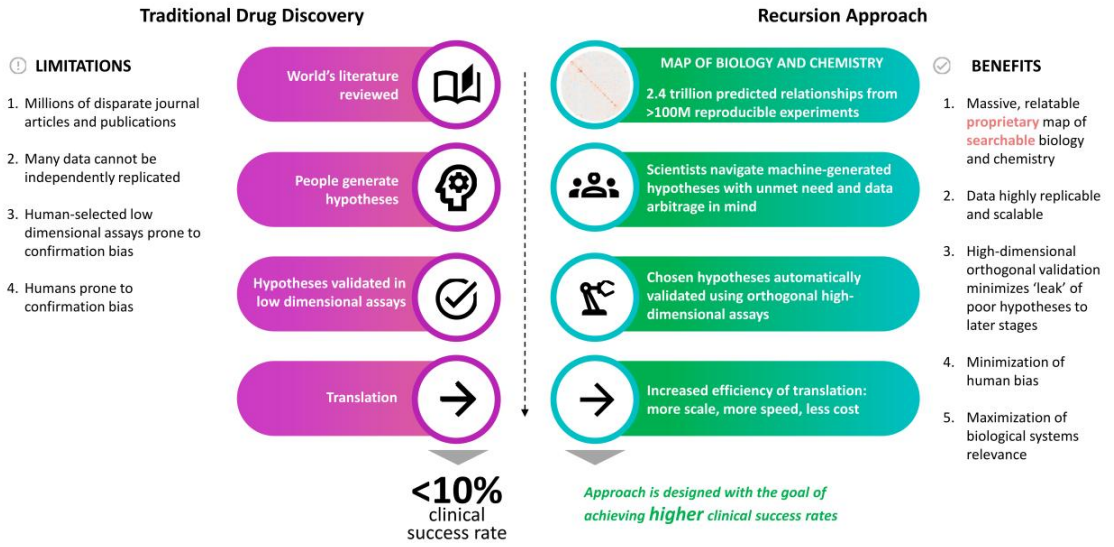 Traditional Drug Discovery
LIMITATIONS
1. Millions of disparate journal
articles and publications
2. Many data cannot be
independently replicated
3. Human-selected low
dimensional assays prone to
confirmation bias
4. Humans prone to
confirmation bias
World's literature
reviewed
People generate
hypotheses
Hypotheses validated in
low dimensional assays
Translation
<10%
clinical
success rate
Recursion Approach
MAP OF BIOLOGY AND CHEMISTRY
2.4 trillion predicted relationships from
>100M reproducible experiments
Scientists navigate machine-generated
hypotheses with unmet need and data
arbitrage in mind
Chosen hypotheses automatically
validated using orthogonal high-
dimensional assays
Increased efficiency of translation:
more scale, more speed, less cost
Approach is designed with the goal of
achieving higher clinical success rates
BENEFITS
1. Massive, relatable
proprietary map of
searchable biology
and chemistry
2. Data highly replicable
and scalable
3. High-dimensional
orthogonal validation
minimizes ‘leak’ of
poor hypotheses to
later stages
4. Minimization of
human bias
5. Maximization of
biological systems
relevance